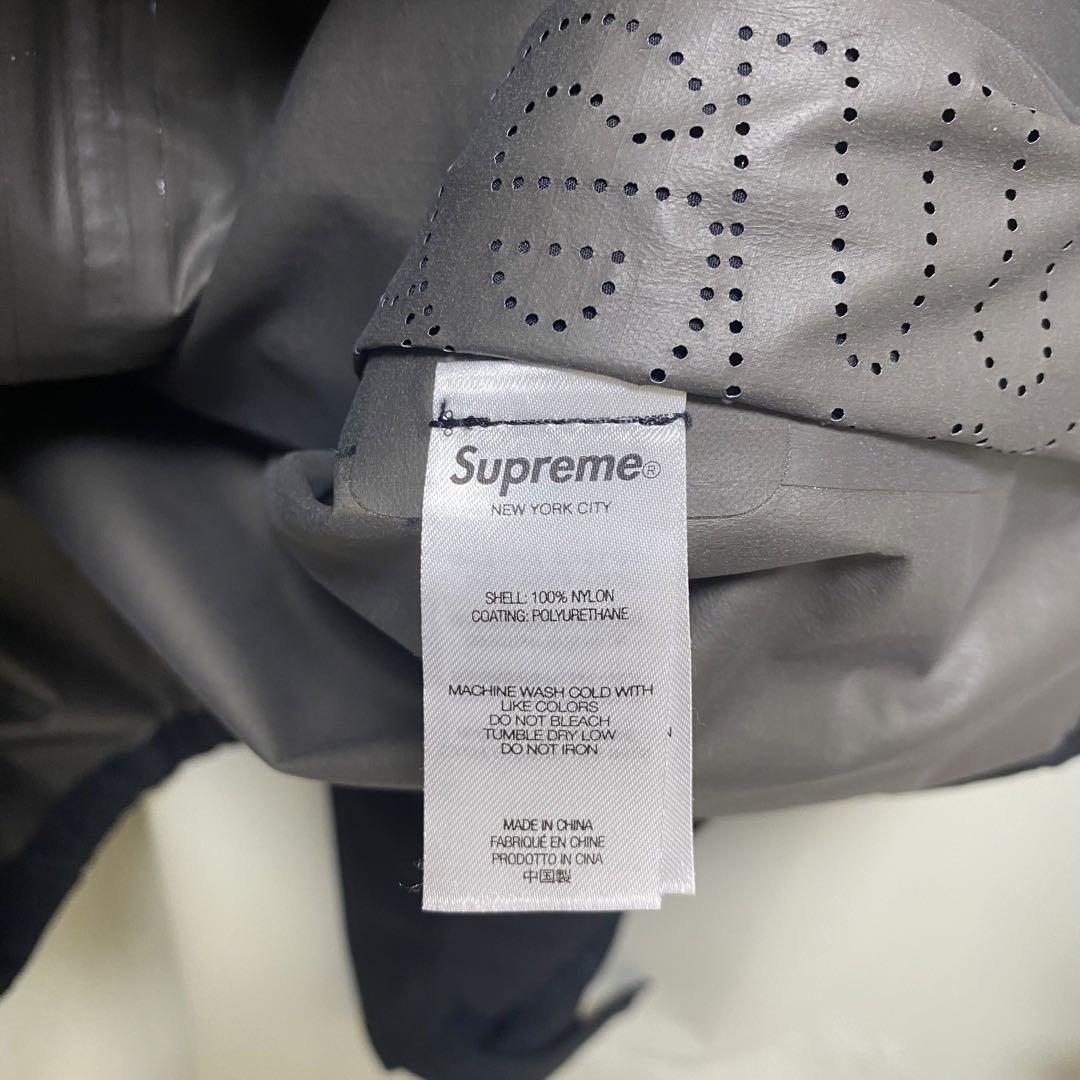 Supreme®
NEW YORK CITY
SHELL: 100% NYLON
COATING: POLYURETHANE
MACHINE WASH COLD WITH
LIKE COLORS
DO NOT BLEACH
TUMBLE DRY LOW
DO NOT IRON
MADE IN CHINA
FABRIQUÉ EN CHINE
PRODOTTO IN CINA
中国製